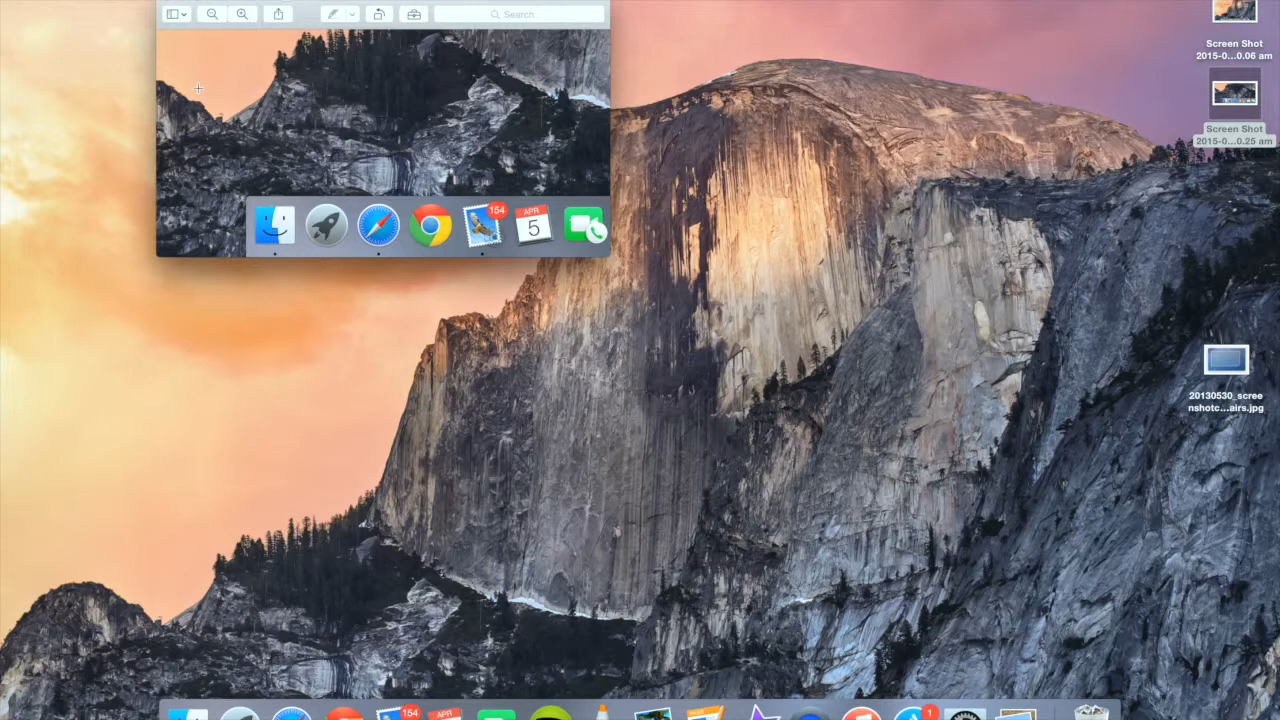 Search
Screen Shot
2015-0...0.06 am
Screen Shot
2015-0...0.25 am
154
APR
5
20130530_scree
nshotc...airs.jpg
154
APR
1